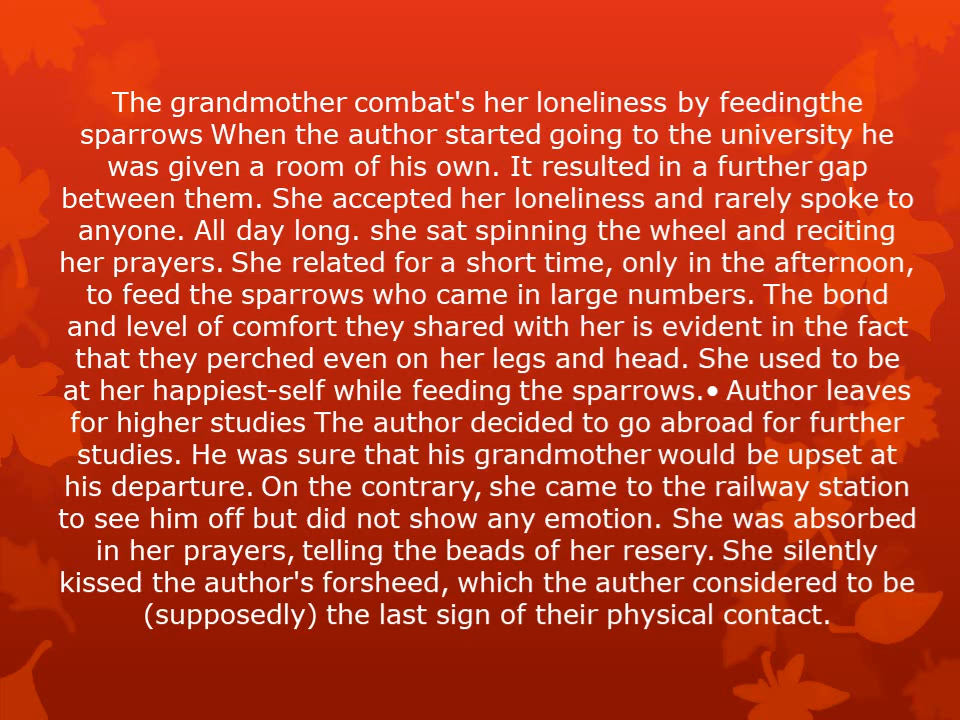 The grandmother combat's her loneliness by feedingthe
sparrows When the author started going to the university he
was given a room of his own. It resulted in a further gap
between them. She accepted her loneliness and rarely spoke to
anyone. All day long. she sat spinning the wheel and reciting
her prayers. She related for a short time, only in the afternoon,
to feed the sparrows who came in large numbers. The bond
and level of comfort they shared with her is evident in the fact
that they perched even on her legs and head. She used to be
at her happiest-self while feeding the sparrows.• Author leaves
for higher studies The author decided to go abroad for further
studies. He was sure that his grandmother would be upset at
his departure. On the contrary, she came to the railway station
to see him off but did not show any emotion. She was absorbed
in her prayers, telling the beads of her resery. She silently
kissed the author's forsheed, which the auther considered to be
(supposedly) the last sign of their physical contact.